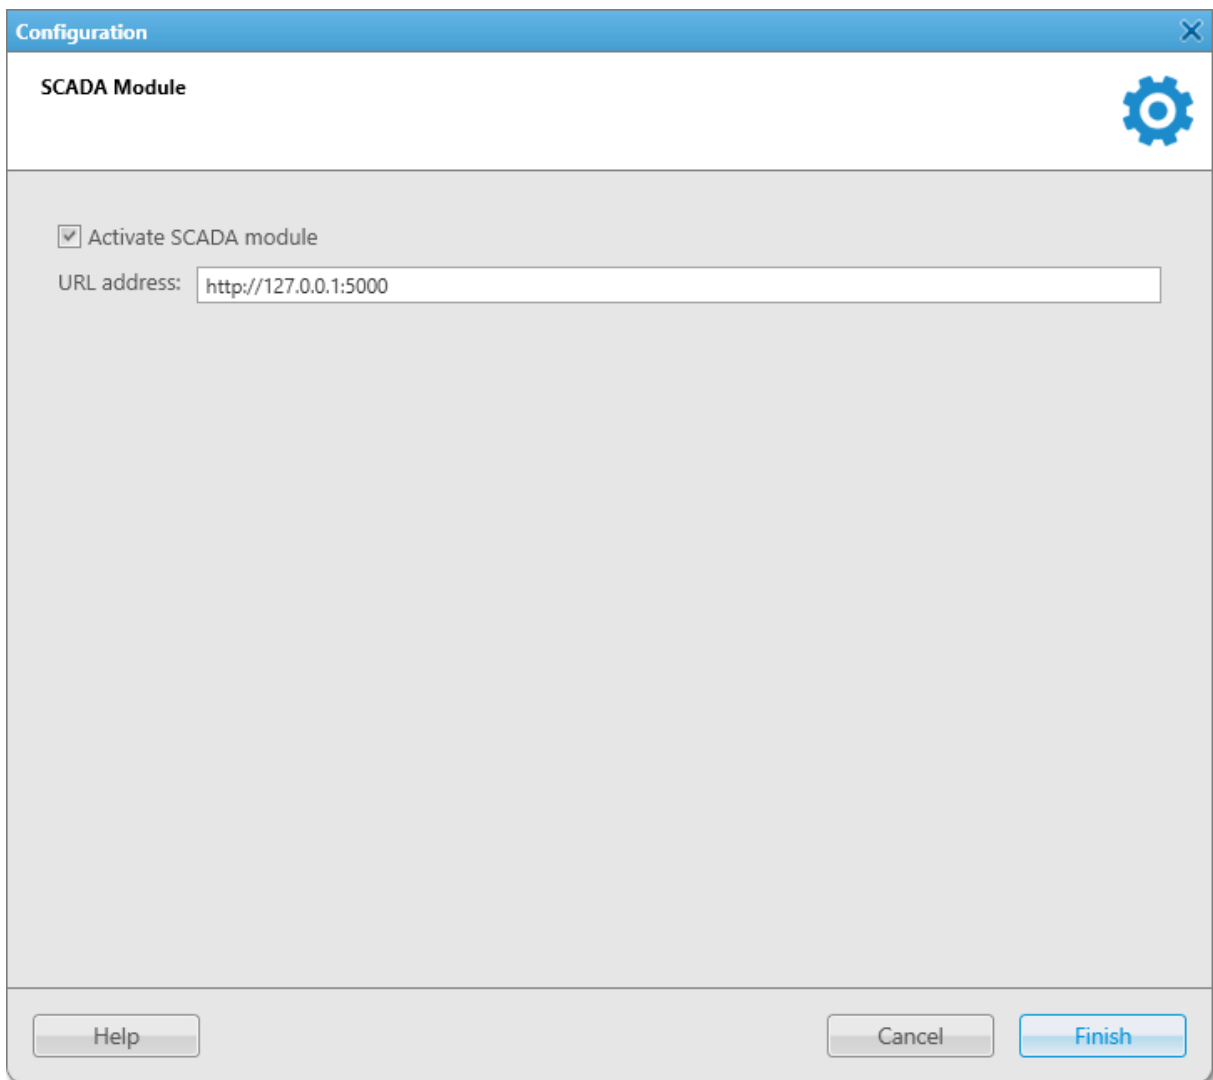 Configuration
SCADA Module
Activate SCADA module
URL address: http://127.0.0.1:5000
Help Cancel Finish